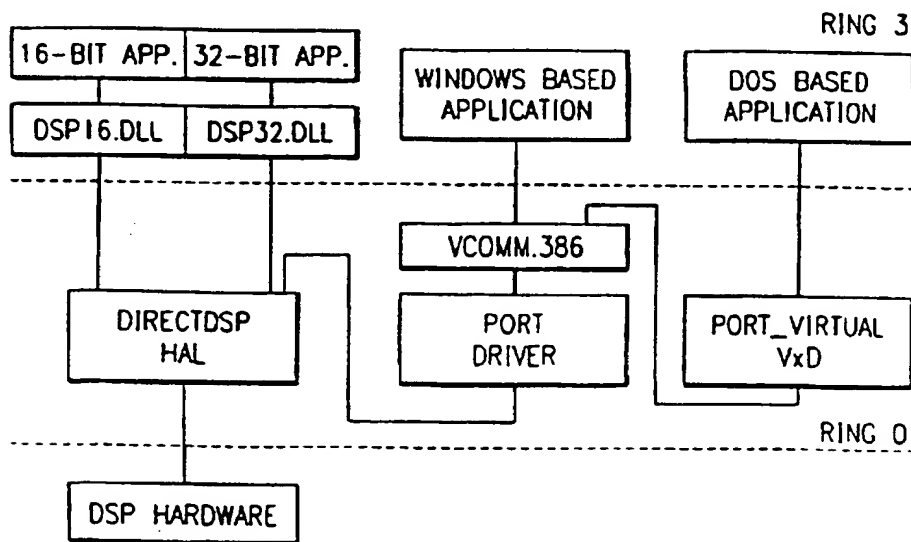 RING 3
16-BIT APP.
32-BIT APP.
WINDOWS BASED
APPLICATION
DOS BASED
APPLICATION
DSP16.DLL
DSP32.DLL
VCOMM.386
DIRECTDSP
HAL
PORT
DRIVER
PORT_VIRTUAL
VxD
RING 0
DSP HARDWARE